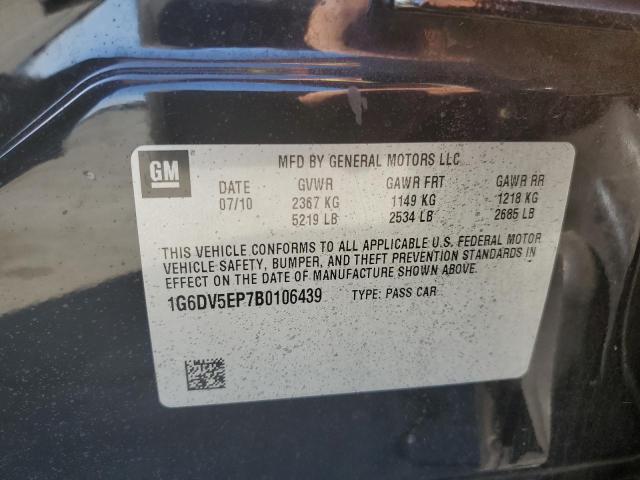 GM
MFD BY GENERAL MOTORS LLC
DATE GVWR GAWR FRT GAWR RR
07/10 2367 KG 1149 KG 1218 KG
5219 LB 2534 LB 2685 LB
THIS VEHICLE CONFORMS TO ALL APPLICABLE U.S. FEDERAL MOTOR
VEHICLE SAFETY, BUMPER, AND THEFT PREVENTION STANDARDS IN
EFFECT ON THE DATE OF MANUFACTURE SHOWN ABOVE.
1G6DV5EP7B0106439 TYPE: PASS CAR